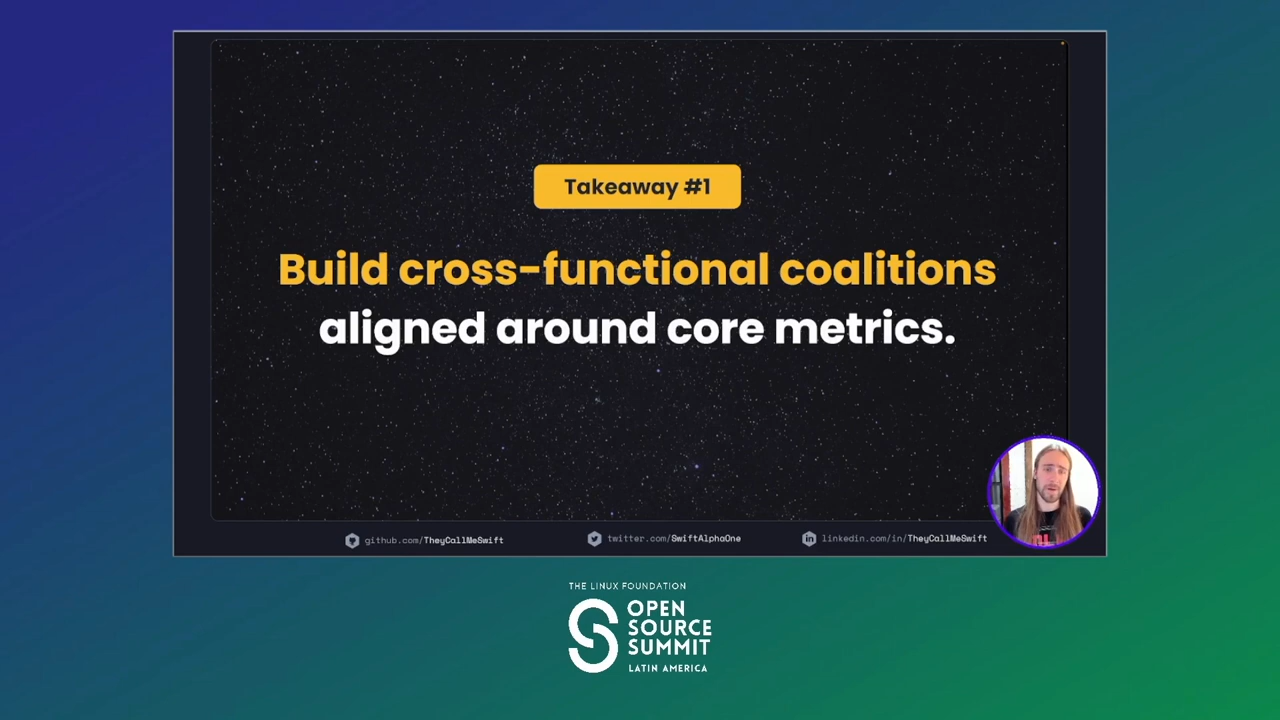 Takeaway #1
Build cross-functional coalitions
aligned around core metrics.
github.com/TheyCallMeSwift
twitter.com/SwiftAlphaOne
linkedin.com/in/TheyCallMeSwift
THE LINUX FOUNDATION
OPEN
SOURCE
SUMMIT
LATIN AMERICA